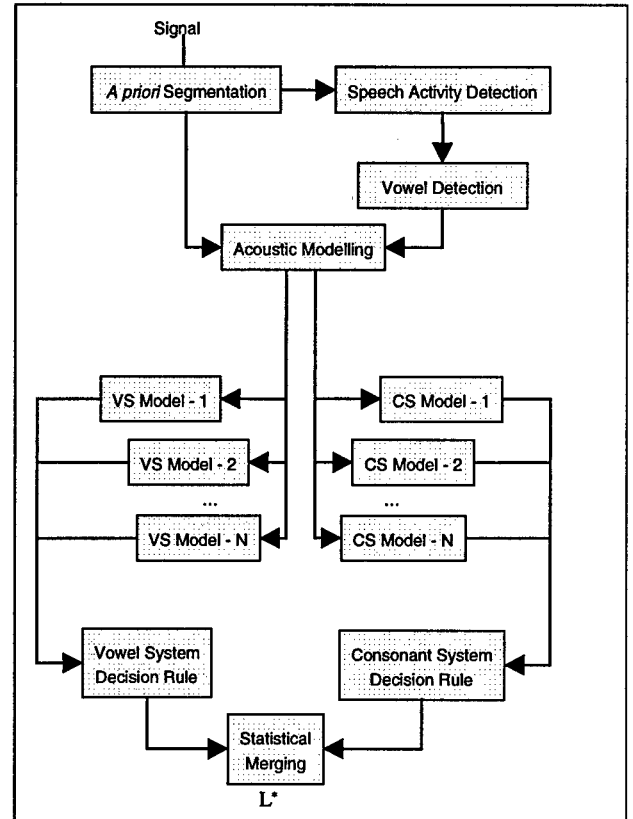 Signal
A priori Segmentation
Speech Activity Detection
Vowel Detection
Acoustic Modelling
VS Model - 1
CS Model - 1
VS Model - 2
CS Model - 2
...
...
VS Model - N
CS Model - N
Vowel System
Decision Rule
Consonant System
Decision Rule
Statistical
Merging
L*